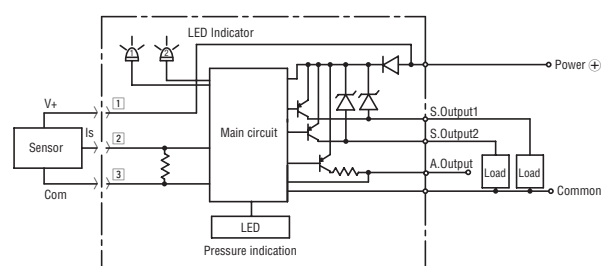 LED Indicator
1
2
Power ⊕
V+
1
S.Output1
Is
2
Main circuit
S.Output2
Sensor
A.Output
3
Load
Load
Com
Common
LED
Pressure indication